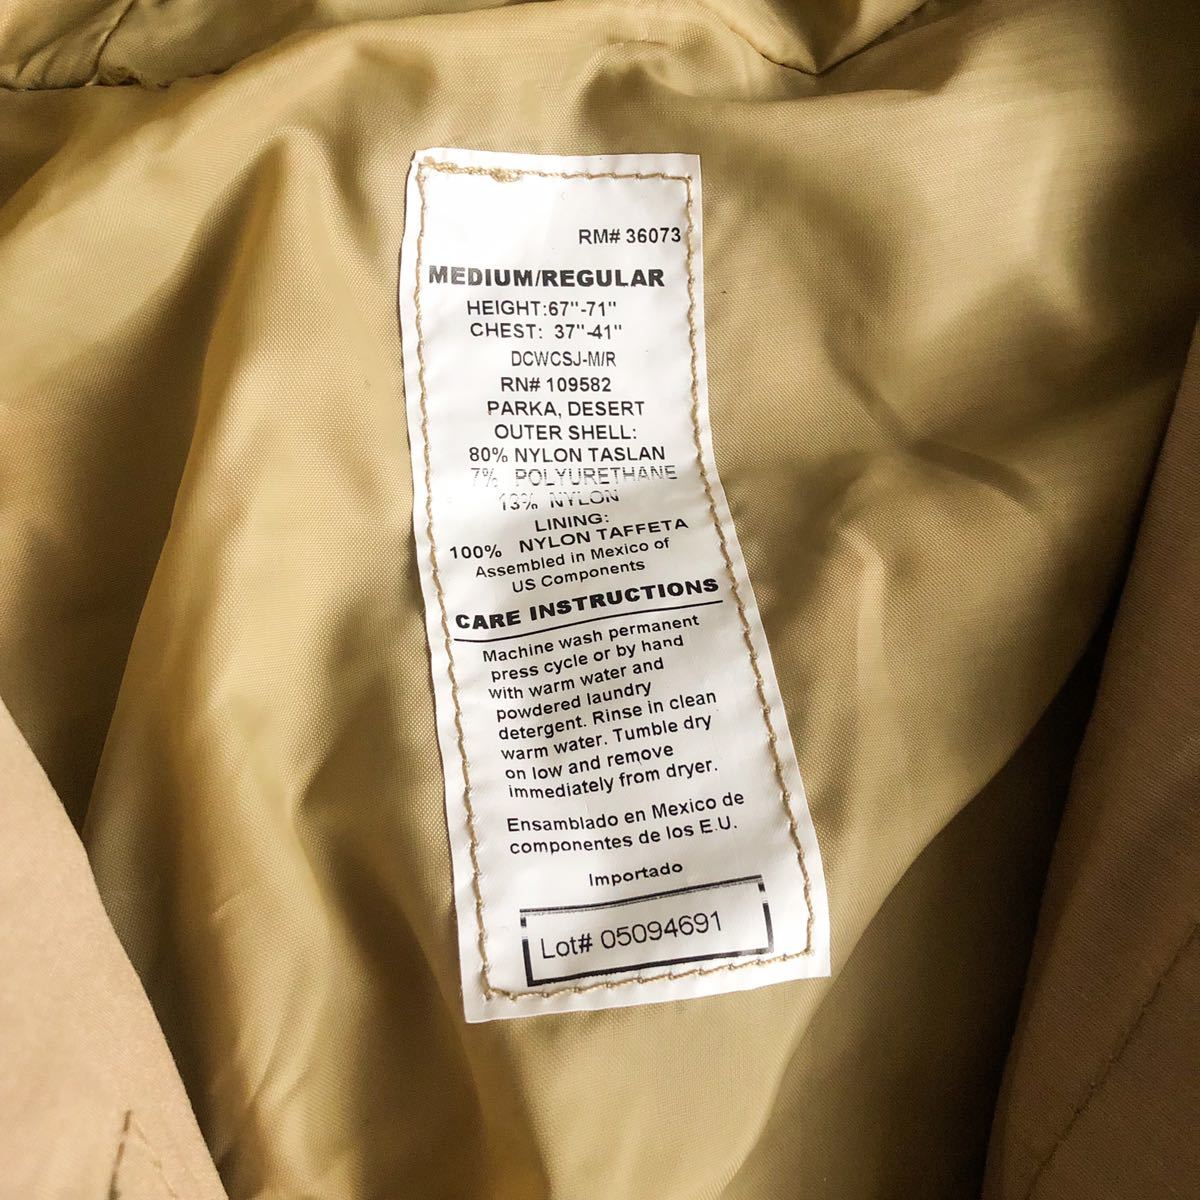 RM# 36073
MEDIUM/REGULAR
HEIGHT:67"-71"
CHEST: 37"-41"
DCWCSJ-M/R
RN# 109582
PARKA, DESERT
OUTER SHELL:
80% NYLON TASLAN
7% POLYURETHANE
13% NYLON
LINING:
100% NYLON TAFFETA
Assembled in Mexico of
US Components
CARE INSTRUCTIONS
Machine wash permanent
press cycle or by hand
with warm water and
powdered laundry
detergent. Rinse in clean
warm water. Tumble dry
on low and remove
immediately from dryer.
Ensamblado en Mexico de
componentes de los E.U.
Importado
Lot# 05094691